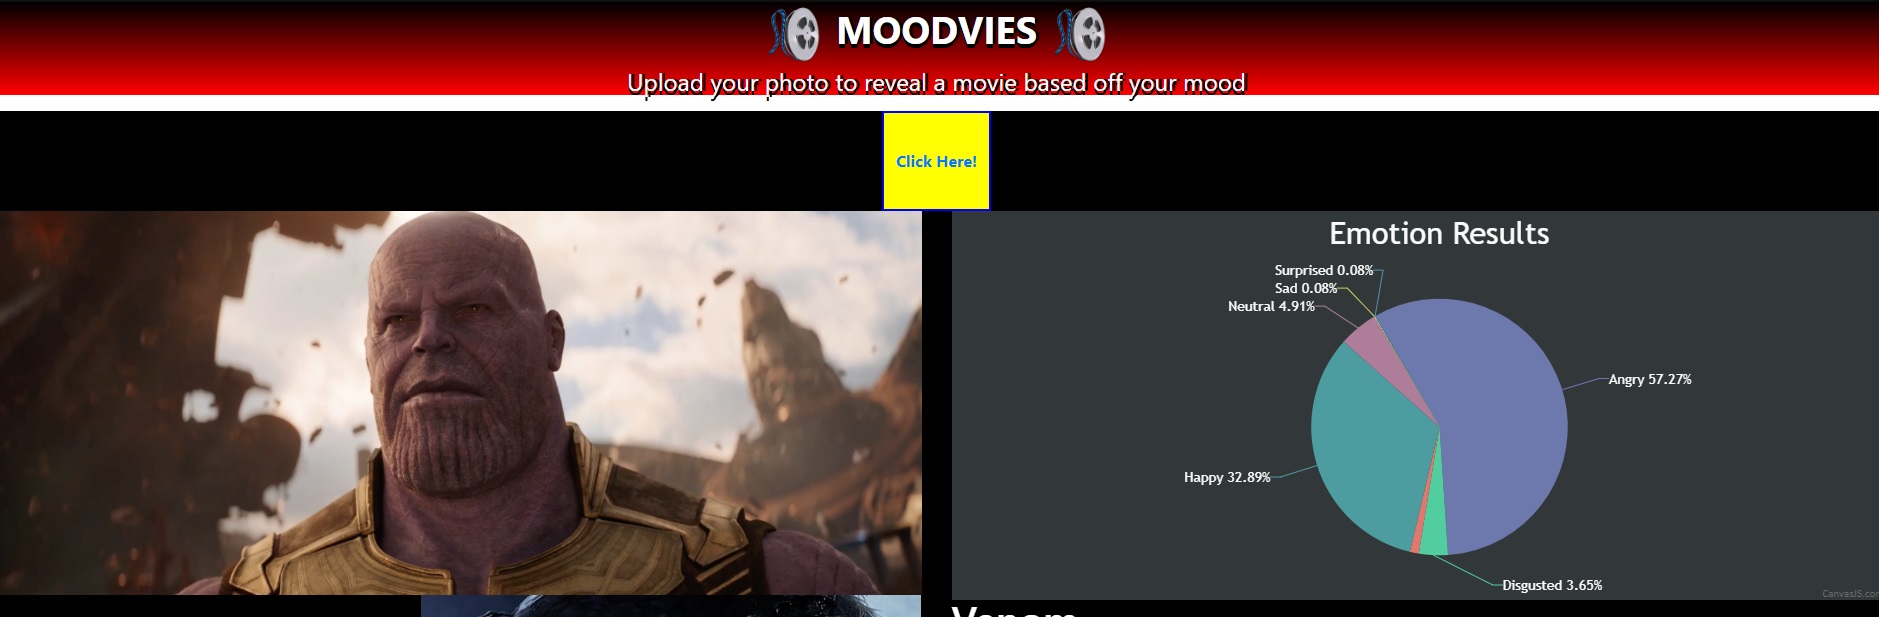 MOODVIES
Upload your photo to reveal a movie based off your mood
Click Here!
Emotion Results
Surprised 0.08%
Sad 0.08%
Neutral 4.91%
Angry 57.27%
Happy 32.89%
Disgusted 3.65%
CanvasJS.com
Venom